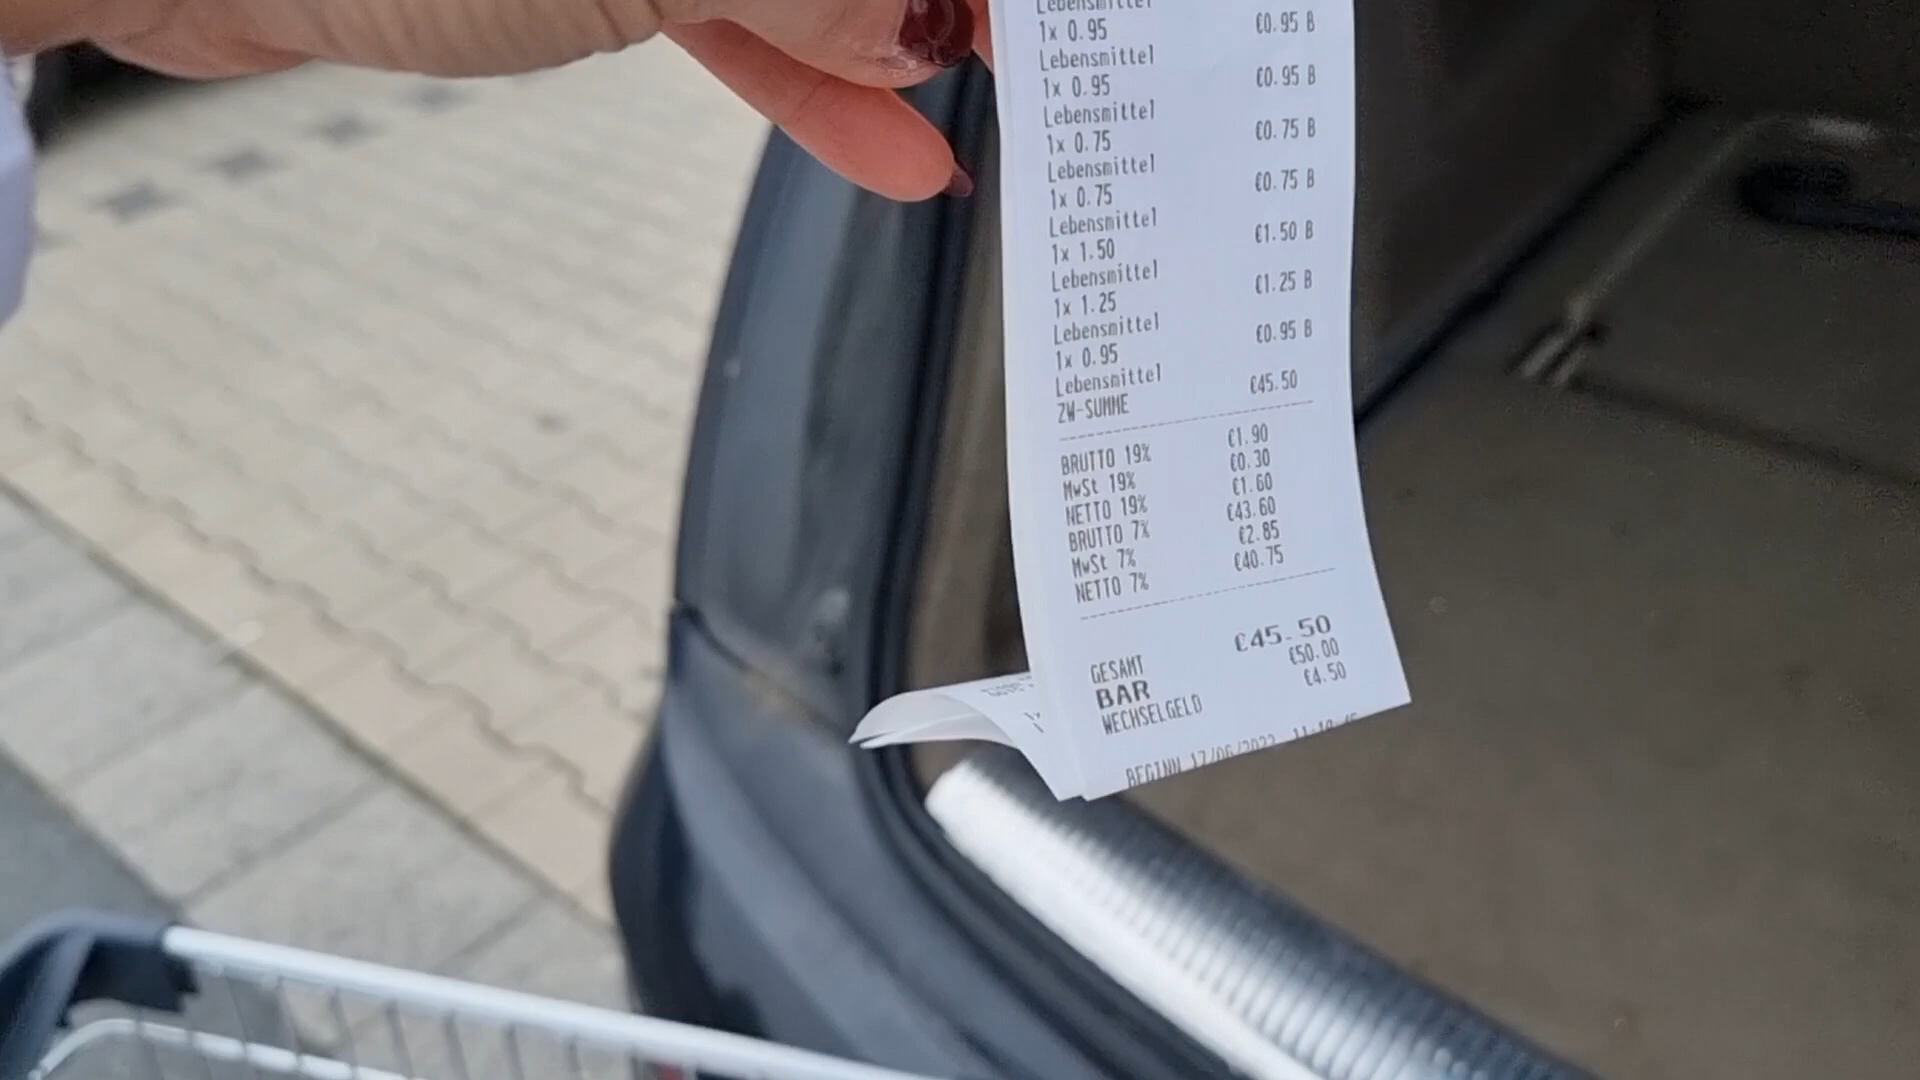 Lebensmittel
1x 0.95 €0.95 B
Lebensmittel
1x 0.95 €0.95 B
Lebensmittel
1x 0.75 €0.75 B
Lebensmittel
1x 0.75 €0.75 B
Lebensmittel
1x 1.50 €1.50 B
Lebensmittel
1x 1.25 €1.25 B
Lebensmittel
1x 0.95 €0.95 B
Lebensmittel
ZW-SUMME €45.50
BRUTTO 19% €1.90
MwSt 19% €0.30
NETTO 19% €1.60
BRUTTO 7% €43.60
MwSt 7% €2.85
NETTO 7% €40.75
GESAMT €45.50
BAR €50.00
WECHSELGELD €4.50
BEGINN 17/06/2022